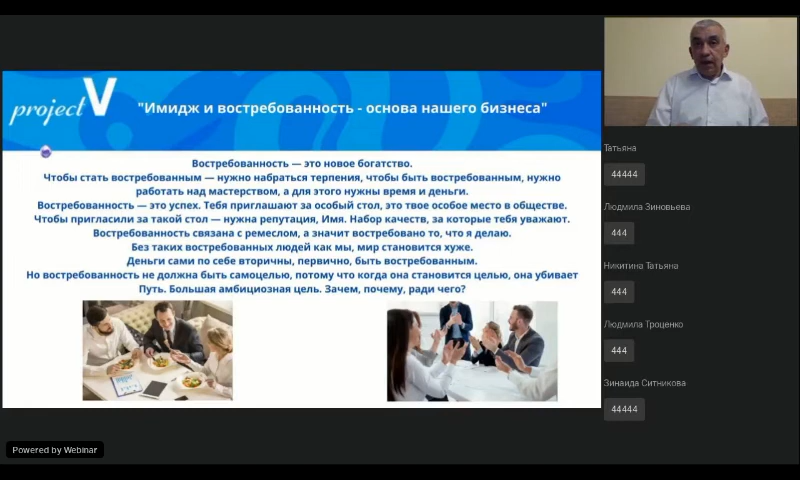 project V
"Имидж и востребованность - основа нашего бизнеса"
Востребованность — это новое богатство.
Чтобы стать востребованным — нужно набраться терпения, чтобы быть востребованным, нужно
работать над мастерством, а для этого нужны время и деньги.
Востребованность — это успех. Тебя приглашают за особый стол, это твое особое место в обществе.
Чтобы пригласили за такой стол — нужна репутация, Имя. Набор качеств, за которые тебя уважают.
Востребованность связана с ремеслом, а значит востребовано то, что я делаю.
Без таких востребованных людей как мы, мир становится хуже.
Деньги сами по себе вторичны, первично, быть востребованным.
Но востребованность не должна быть самоцелью, потому что когда она становится целью, она убивает
Путь. Большая амбициозная цель. Зачем, почему, ради чего?
Татьяна
44444
Людмила Зиновьева
444
Никитина Татьяна
444
Людмила Троценко
444
Зинаида Ситникова
44444
Powered by Webinar